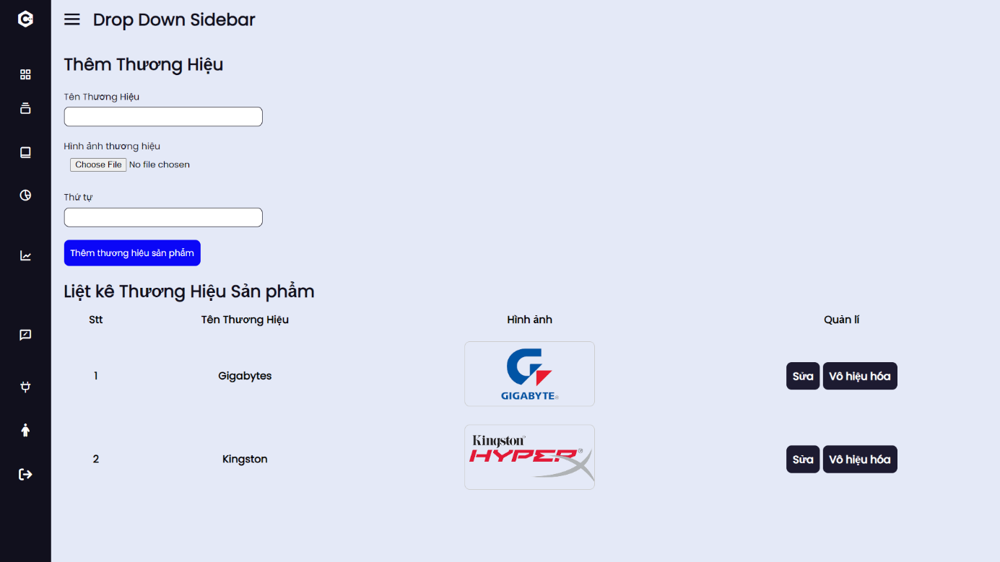 Drop Down Sidebar
Thêm Thương Hiệu
Tên Thương Hiệu
Hình ảnh thương hiệu
Choose File No file chosen
Thứ tự
Thêm thương hiệu sản phẩm
Liệt kê Thương Hiệu Sản phẩm
Stt Tên Thương Hiệu Hình ảnh Quản lí
1 Gigabytes GIGABYTE® Sửa Vô hiệu hóa
Kingston
HYPERX®
2 Kingston Sửa Vô hiệu hóa